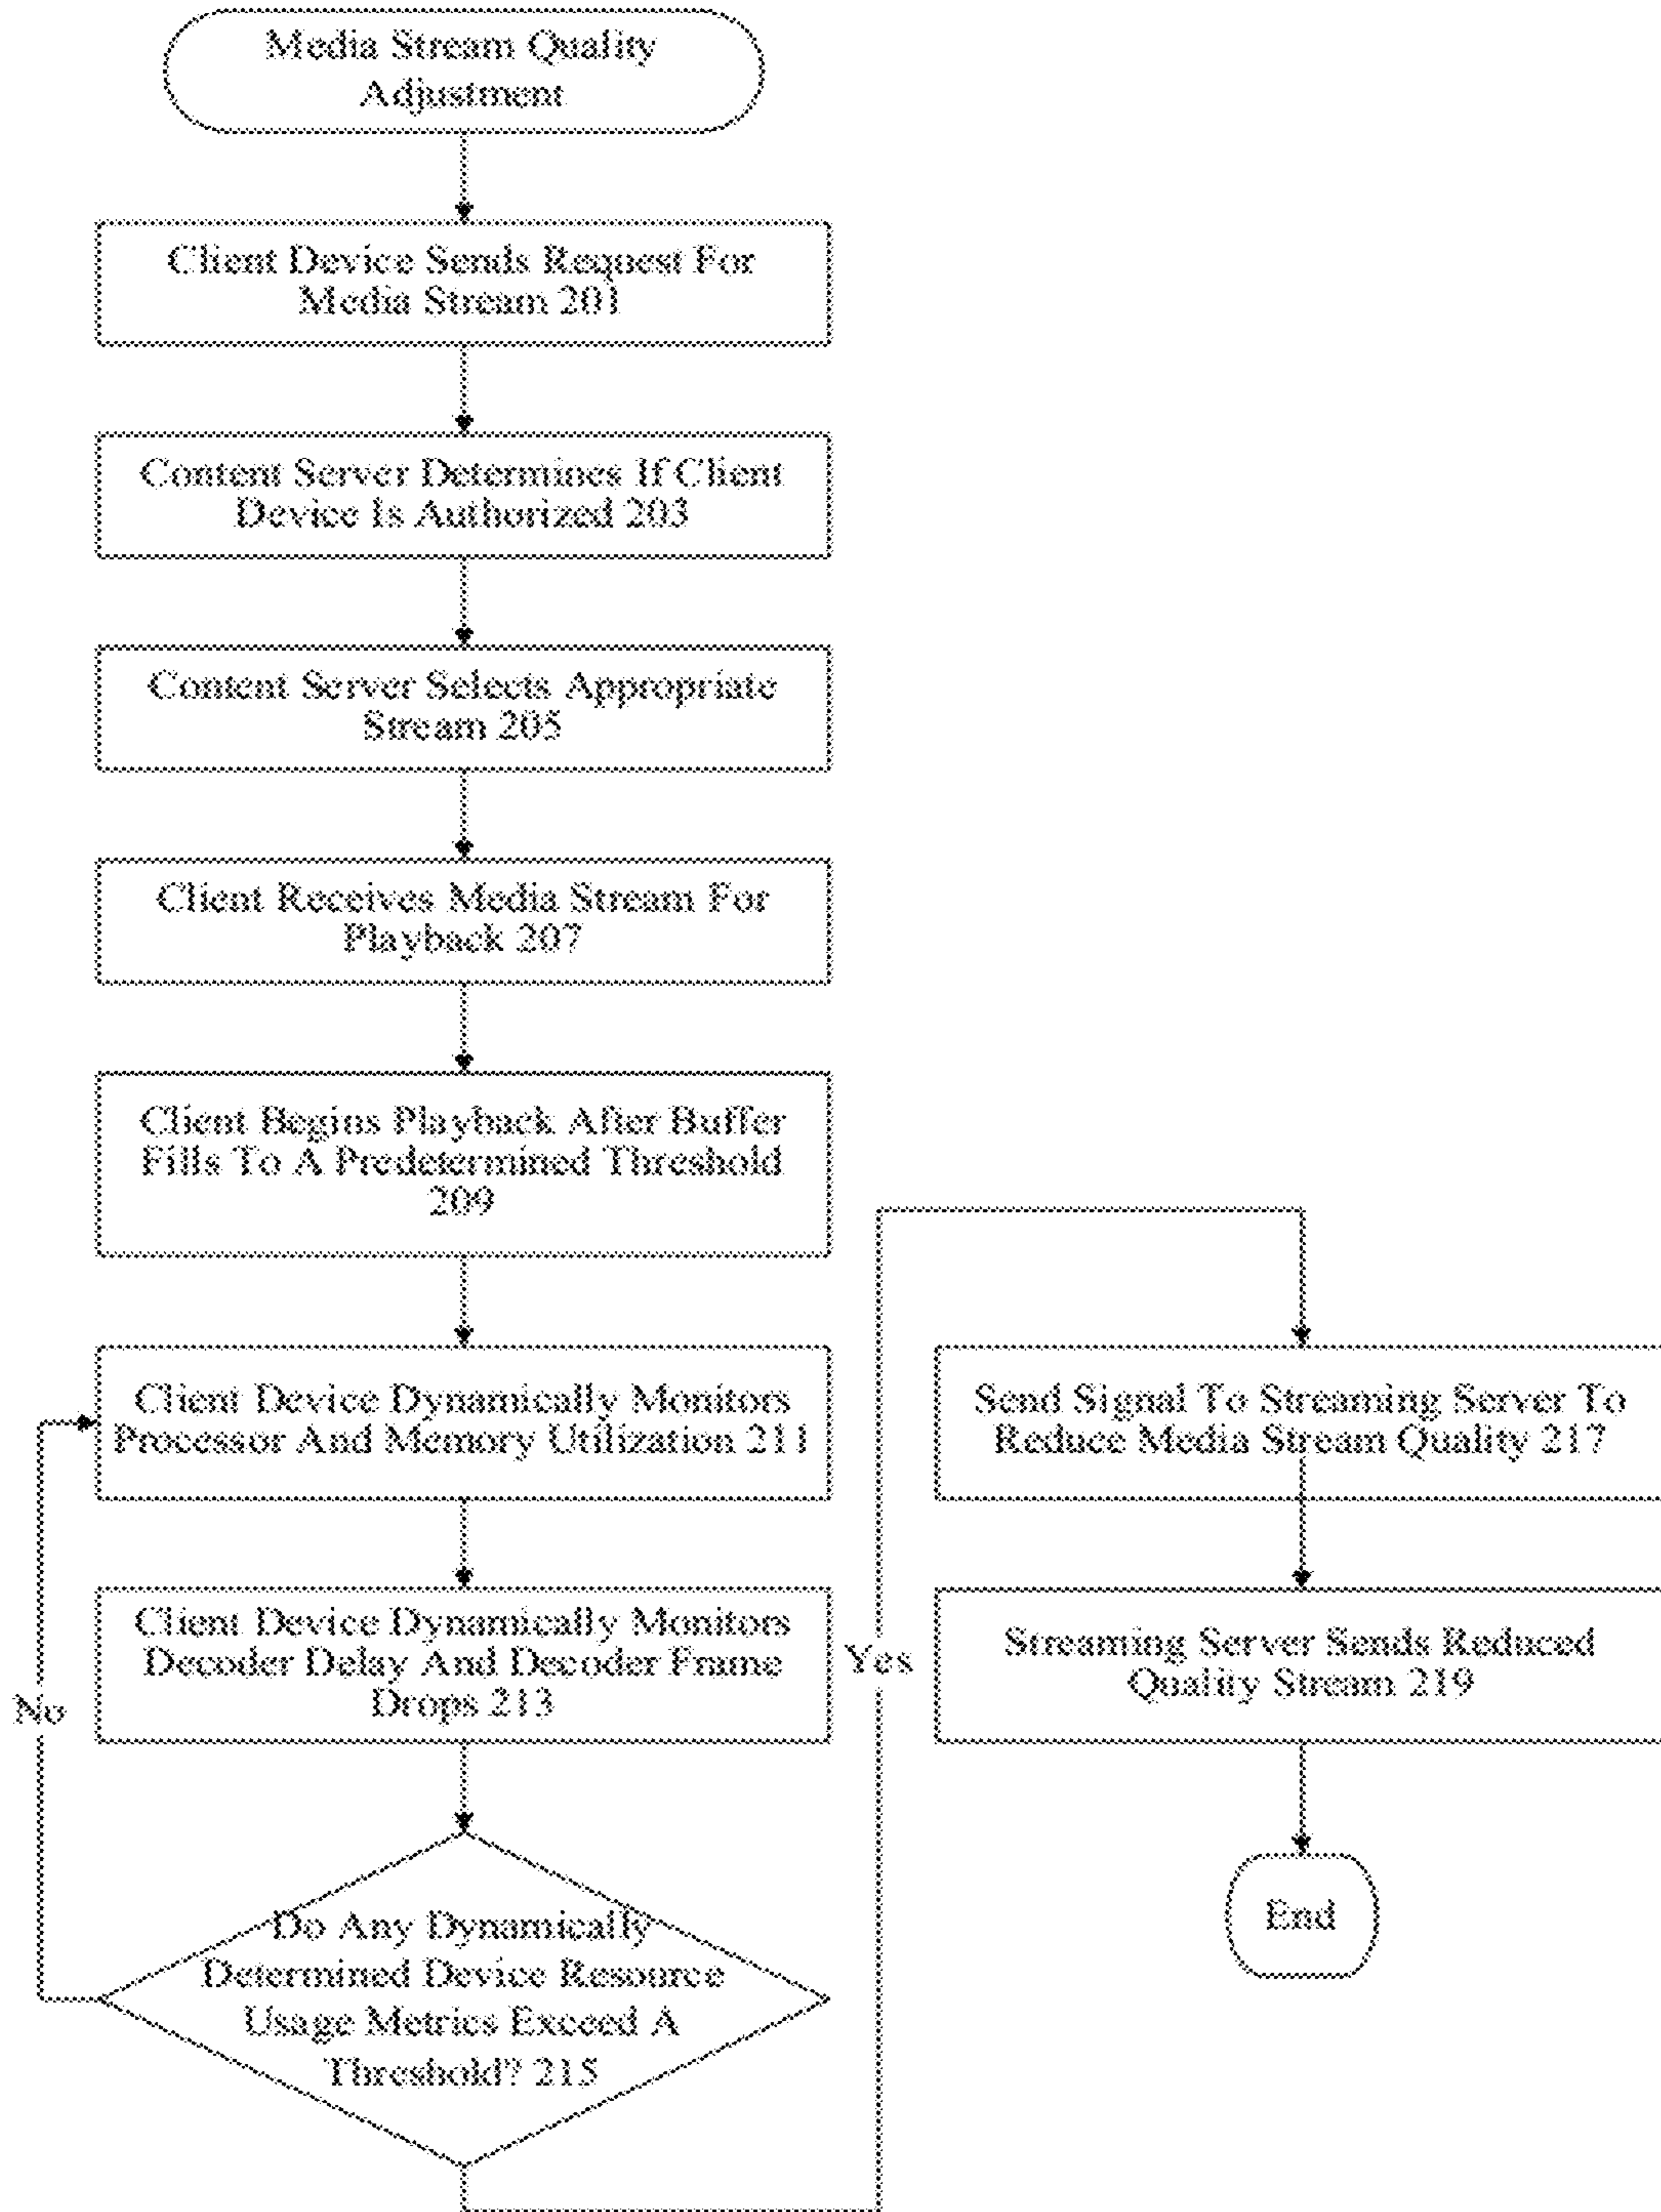 Media Stream Quality
Adjustment
Client Device Sends Request For
Media Stream 201
Content Server Determines If Client
Device Is Authorized 203
Content Server Selects Appropriate
Stream 205
Client Receives Media Stream For
Playback 207
Client Begins Playback After Buffer
Fills To A Predetermined Threshold
209
Client Device Dynamically Monitors
Processor And Memory Utilization 211
Client Device Dynamically Monitors
Decoder Delay And Decoder Frame
Drops 213
No
Do Any Dynamically
Determined Device Resource
Usage Metrics Exceed A
Threshold? 215
Yes
Send Signal To Streaming Server To
Reduce Media Stream Quality 217
Streaming Server Sends Reduced
Quality Stream 219
End